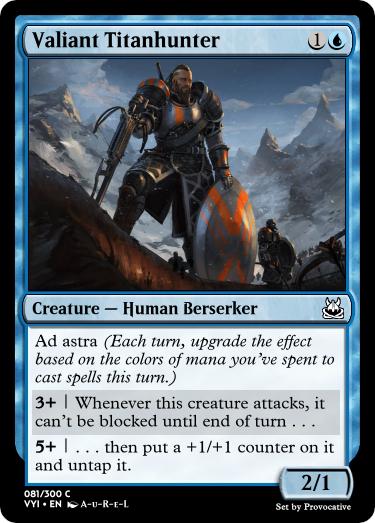 Valiant Titanhunter 1
Creature — Human Berserker
Ad astra (Each turn, upgrade the effect
based on the colors of mana you've spent to
cast spells this turn.)
3+ | Whenever this creature attacks, it
can't be blocked until end of turn . . .
5+ | . . . then put a +1/+1 counter on it
and untap it.
2/1
081/300 C
VYI • EN A-U-R-E-L
Set by Provocative